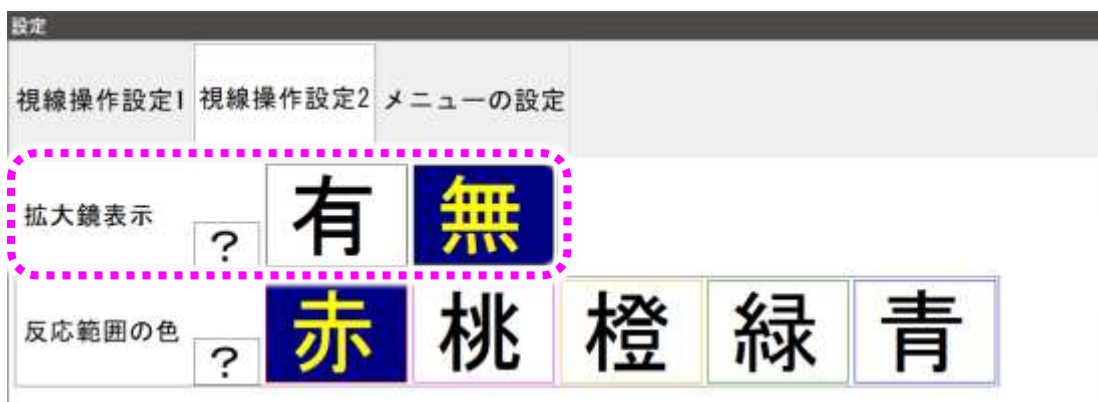 設定
視線操作設定1 視線操作設定2 メニューの設定
拡大鏡表示 ? 有 無
反応範囲の色 ? 赤 桃 橙 緑 青